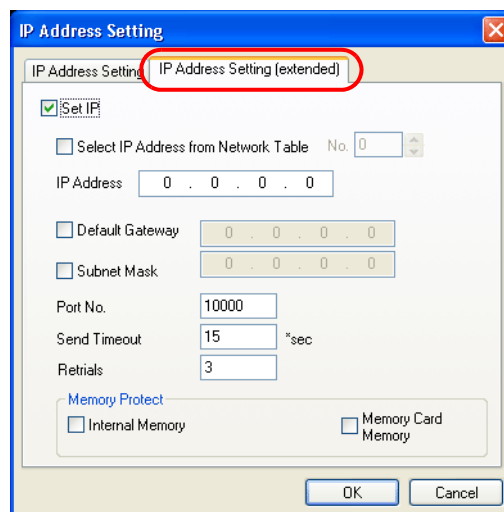 IP Address Setting
IP Address Setting IP Address Setting (extended)
Set IP
Select IP Address from Network Table No. 0
IP Address 0 . 0 . 0 . 0
Default Gateway 0 . 0 . 0 . 0
Subnet Mask 0 . 0 . 0 . 0
Port No. 10000
Send Timeout 15 *sec
Retrials 3
Memory Protect
Internal Memory Memory Card Memory
OK Cancel